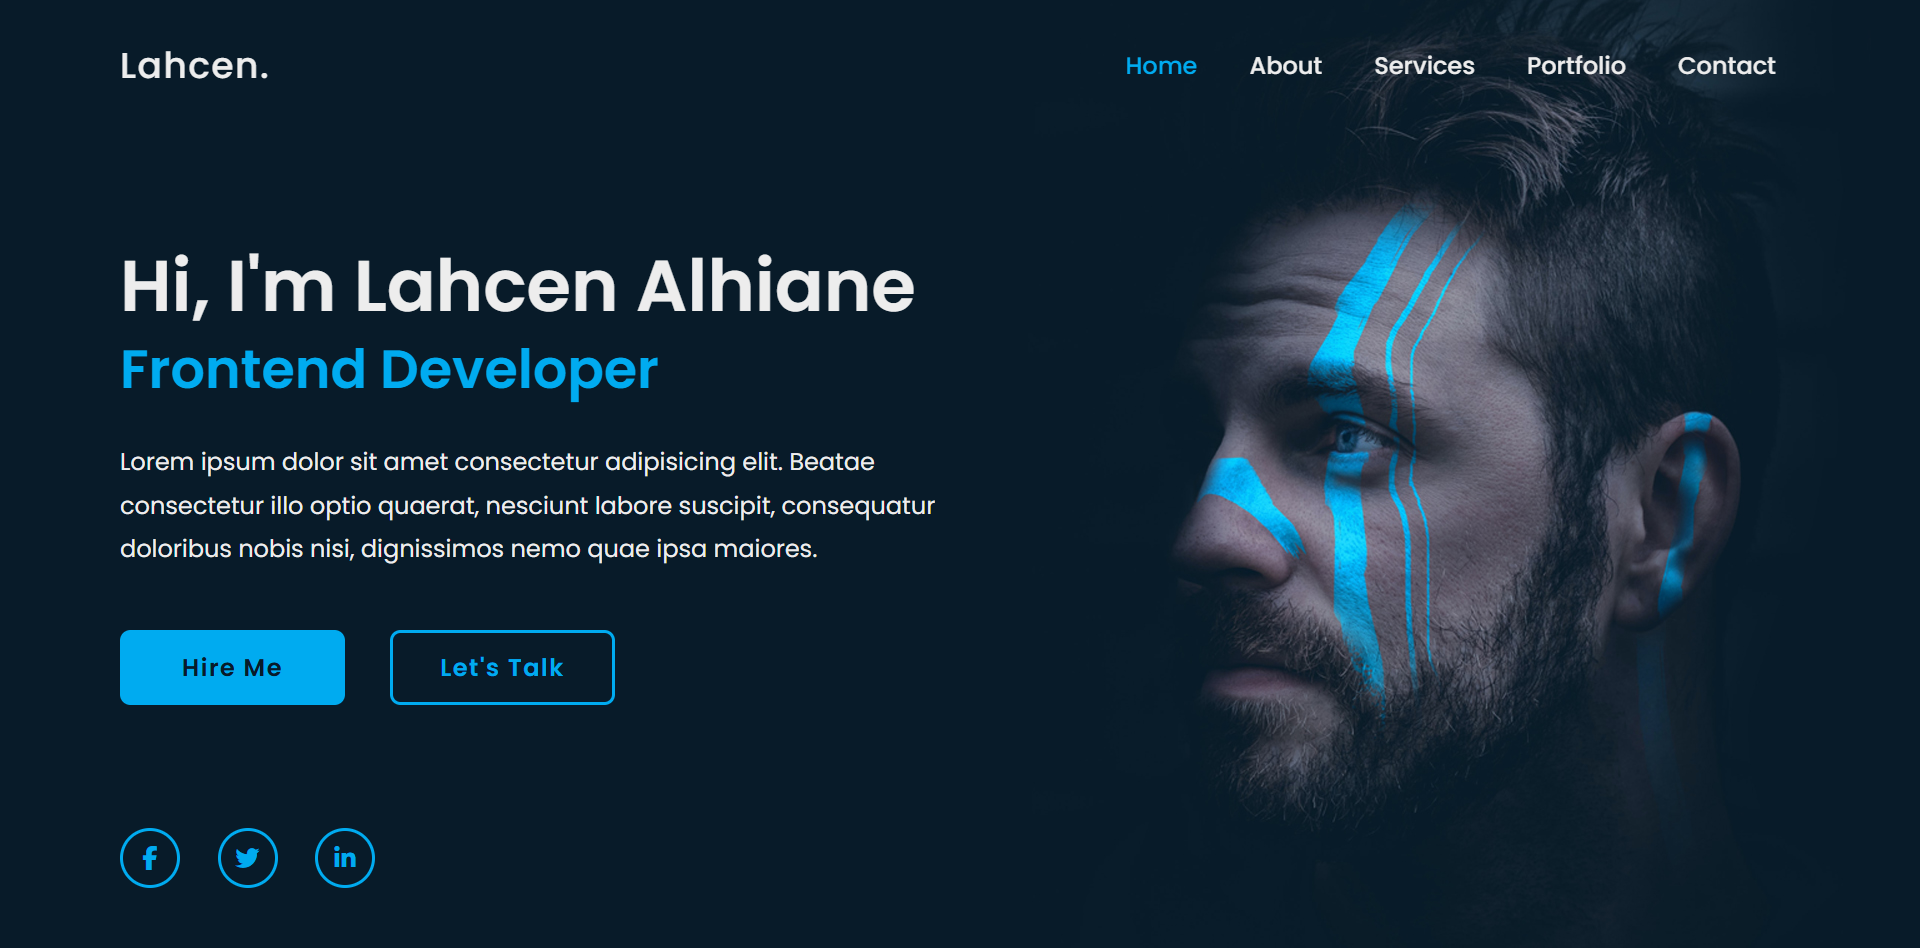 Lahcen.
Home About Services Portfolio Contact
Hi, I'm Lahcen Alhiane
Frontend Developer
Lorem ipsum dolor sit amet consectetur adipisicing elit. Beatae
consectetur illo optio quaerat, nesciunt labore suscipit, consequatur
doloribus nobis nisi, dignissimos nemo quae ipsa maiores.
Hire Me
Let's Talk